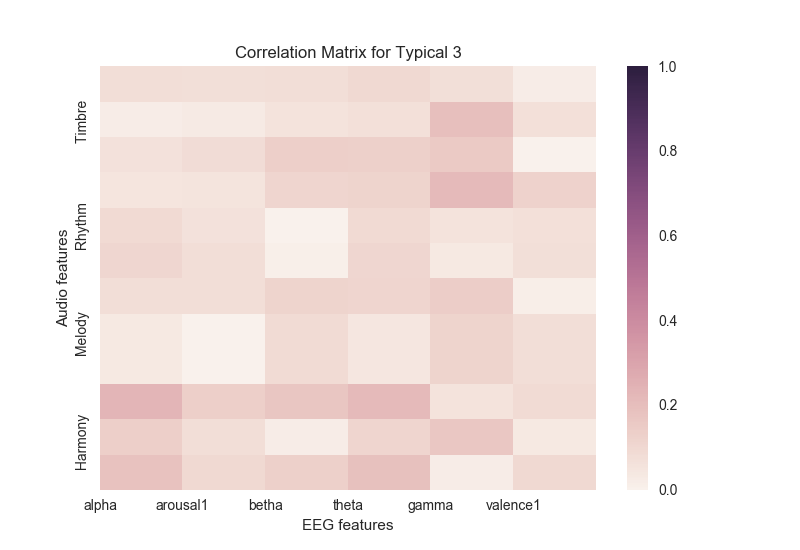 Correlation Matrix for Typical 3
Audio features
Timbre
Rhythm
Melody
Harmony
alpha
arousal1
betha
theta
gamma
valence1
EEG features
1.0
0.8
0.6
0.4
0.2
0.0